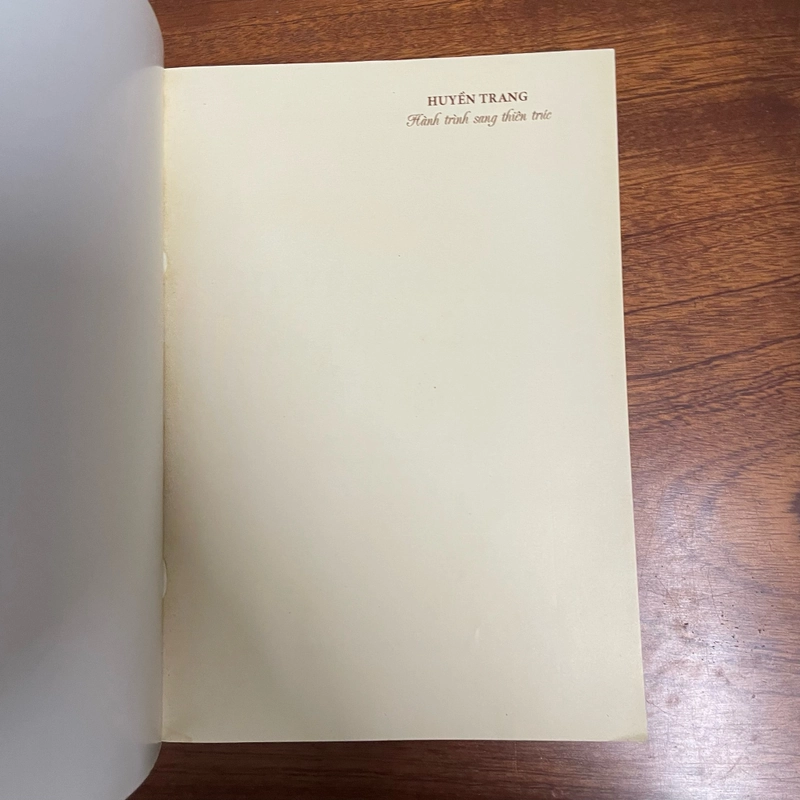 HUYỀN TRANG
Hành trình sang thiên trúc